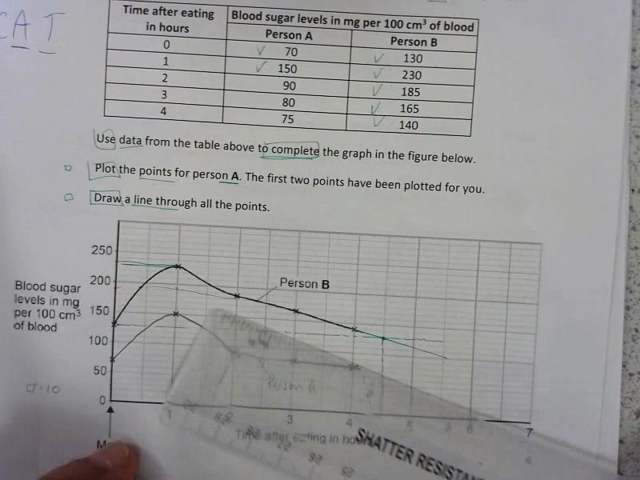 CAT
Time after eating in hours | Blood sugar levels in mg per 100 cm³ of blood
Person A | Person B
0 | 70 | 130
1 | 150 | 230
2 | 90 | 185
3 | 80 | 165
4 | 75 | 140
Use data from the table above to complete the graph in the figure below.
Plot the points for person A. The first two points have been plotted for you.
Draw a line through all the points.
250
200
150
100
50
0
Blood sugar
levels in mg
per 100 cm³
of blood
Person B
Person A
1 3 4 5 6 7
Time after eating in ho
M
SHATTER RESISTA